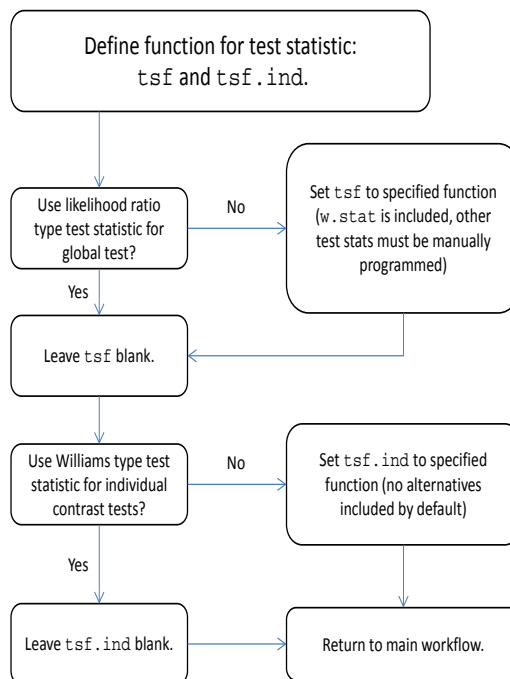 Define function for test statistic:
tsf and tsf.ind.
Use likelihood ratio
type test statistic for
global test?
No
Set tsf to specified function
(w.stat is included, other
test stats must be manually
programmed)
Yes
Leave tsf blank.
Use Williams type test
statistic for individual
contrast tests?
No
Set tsf.ind to specified
function (no alternatives
included by default)
Yes
Leave tsf.ind blank.
Return to main workflow.